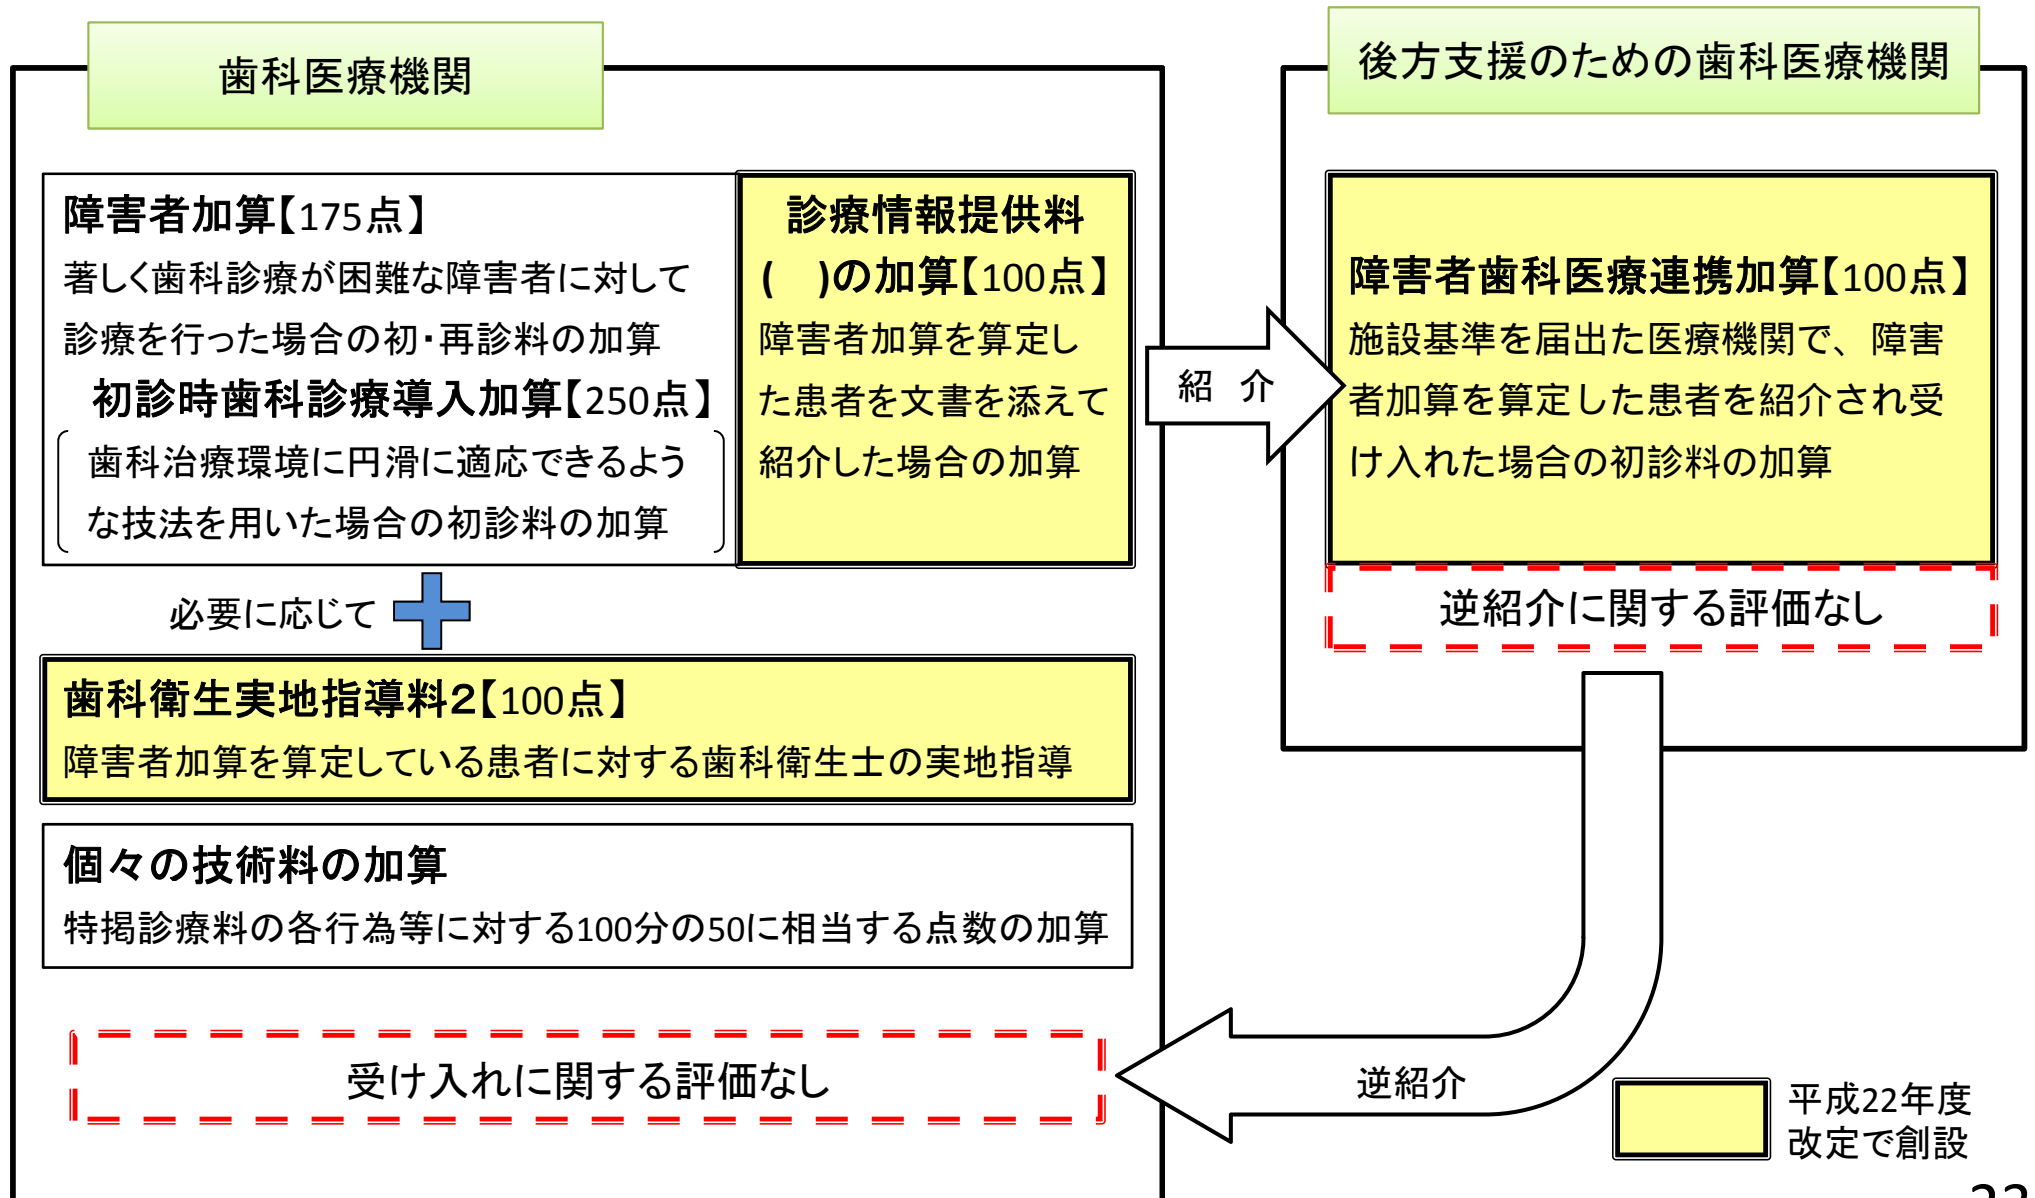 歯科医療機関
障害者加算【175点】
著しく歯科診療が困難な障害者に対して
診療を行った場合の初・再診料の加算
初診時歯科診療導入加算【250点】
歯科治療環境に円滑に適応できるよう
な技法を用いた場合の初診料の加算
診療情報提供料
(　)の加算【100点】
障害者加算を算定し
た患者を文書を添えて
紹介した場合の加算
必要に応じて
歯科衛生実地指導料2【100点】
障害者加算を算定している患者に対する歯科衛生士の実地指導
個々の技術料の加算
特掲診療料の各行為等に対する100分の50に相当する点数の加算
受け入れに関する評価なし
紹 介
後方支援のための歯科医療機関
障害者歯科医療連携加算【100点】
施設基準を届出た医療機関で、障害
者加算を算定した患者を紹介され受
け入れた場合の初診料の加算
逆紹介に関する評価なし
逆紹介
平成22年度
改定で創設